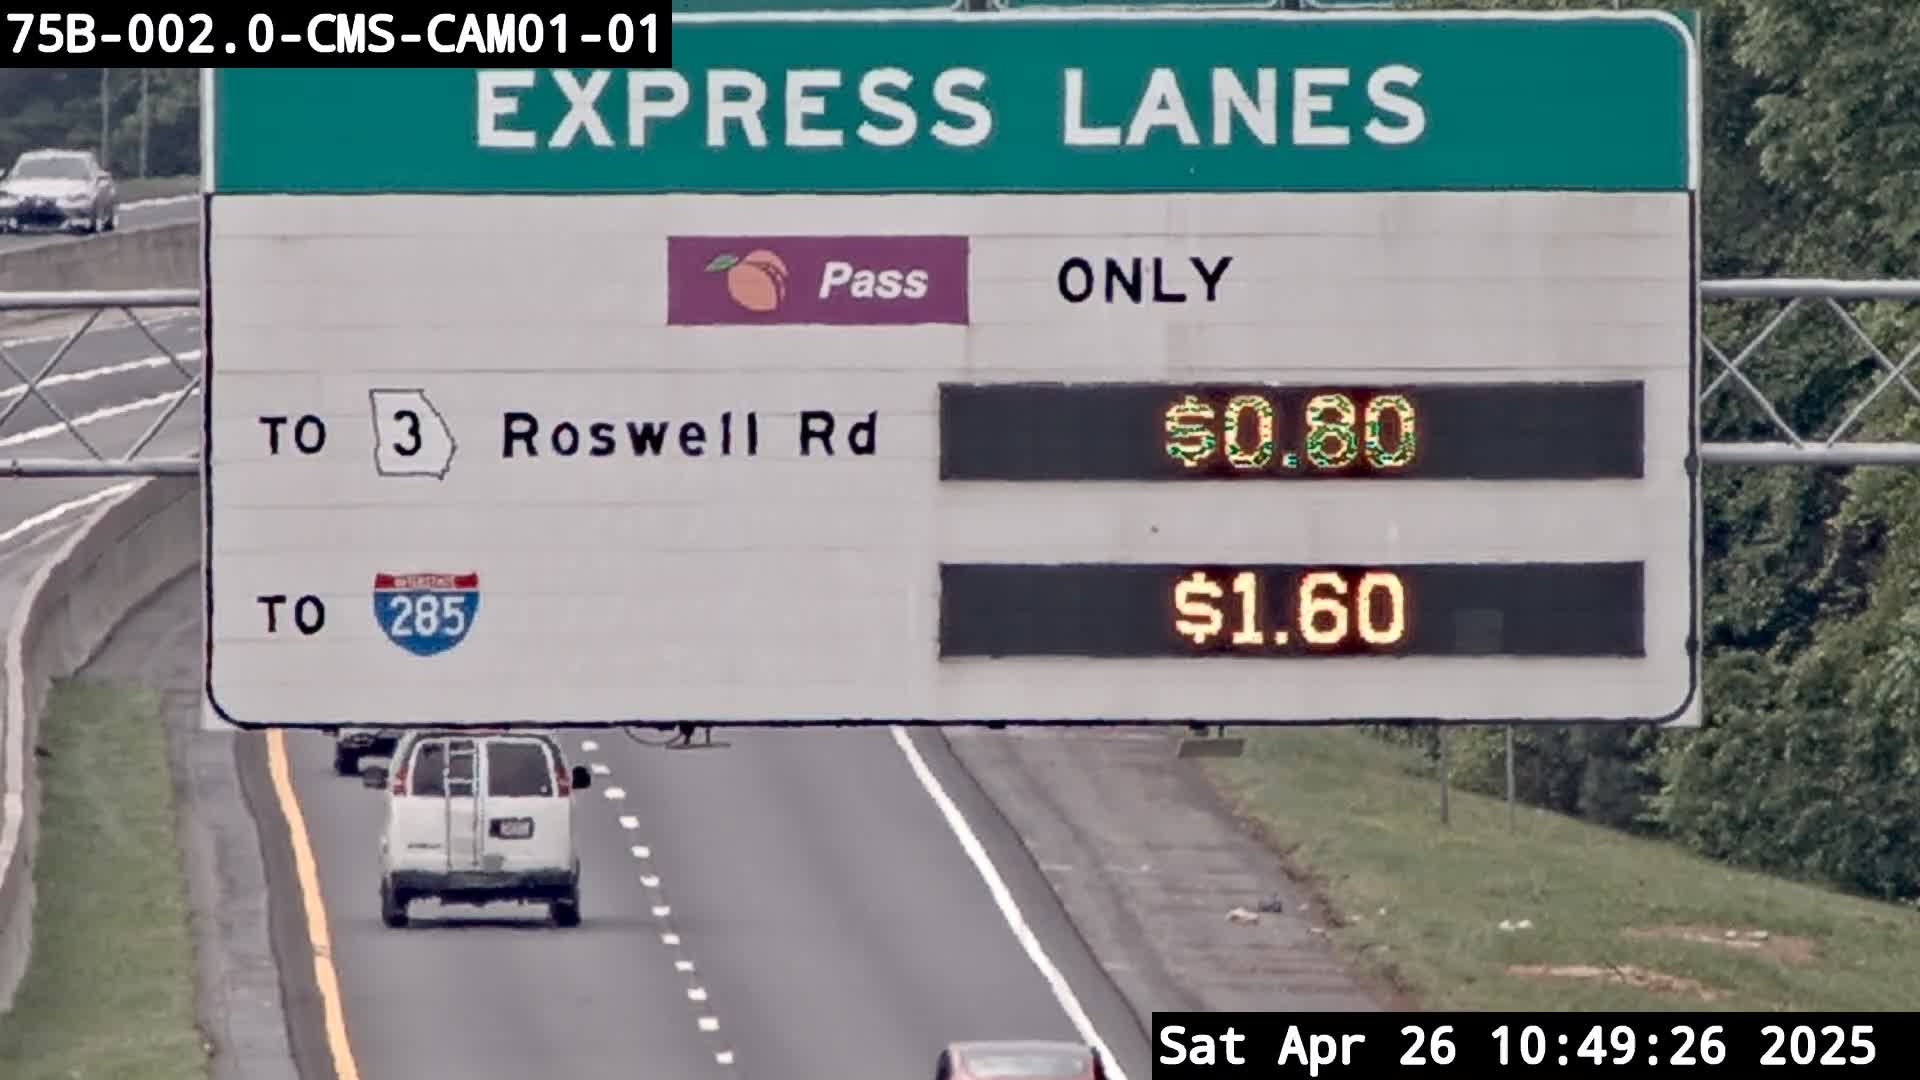 75B-002.0-CMS-CAM01-01
EXPRESS LANES
Pass ONLY
TO 3 Roswell Rd $0.80
INTERSTATE
TO 285 $1.60
Sat Apr 26 10:49:26 2025